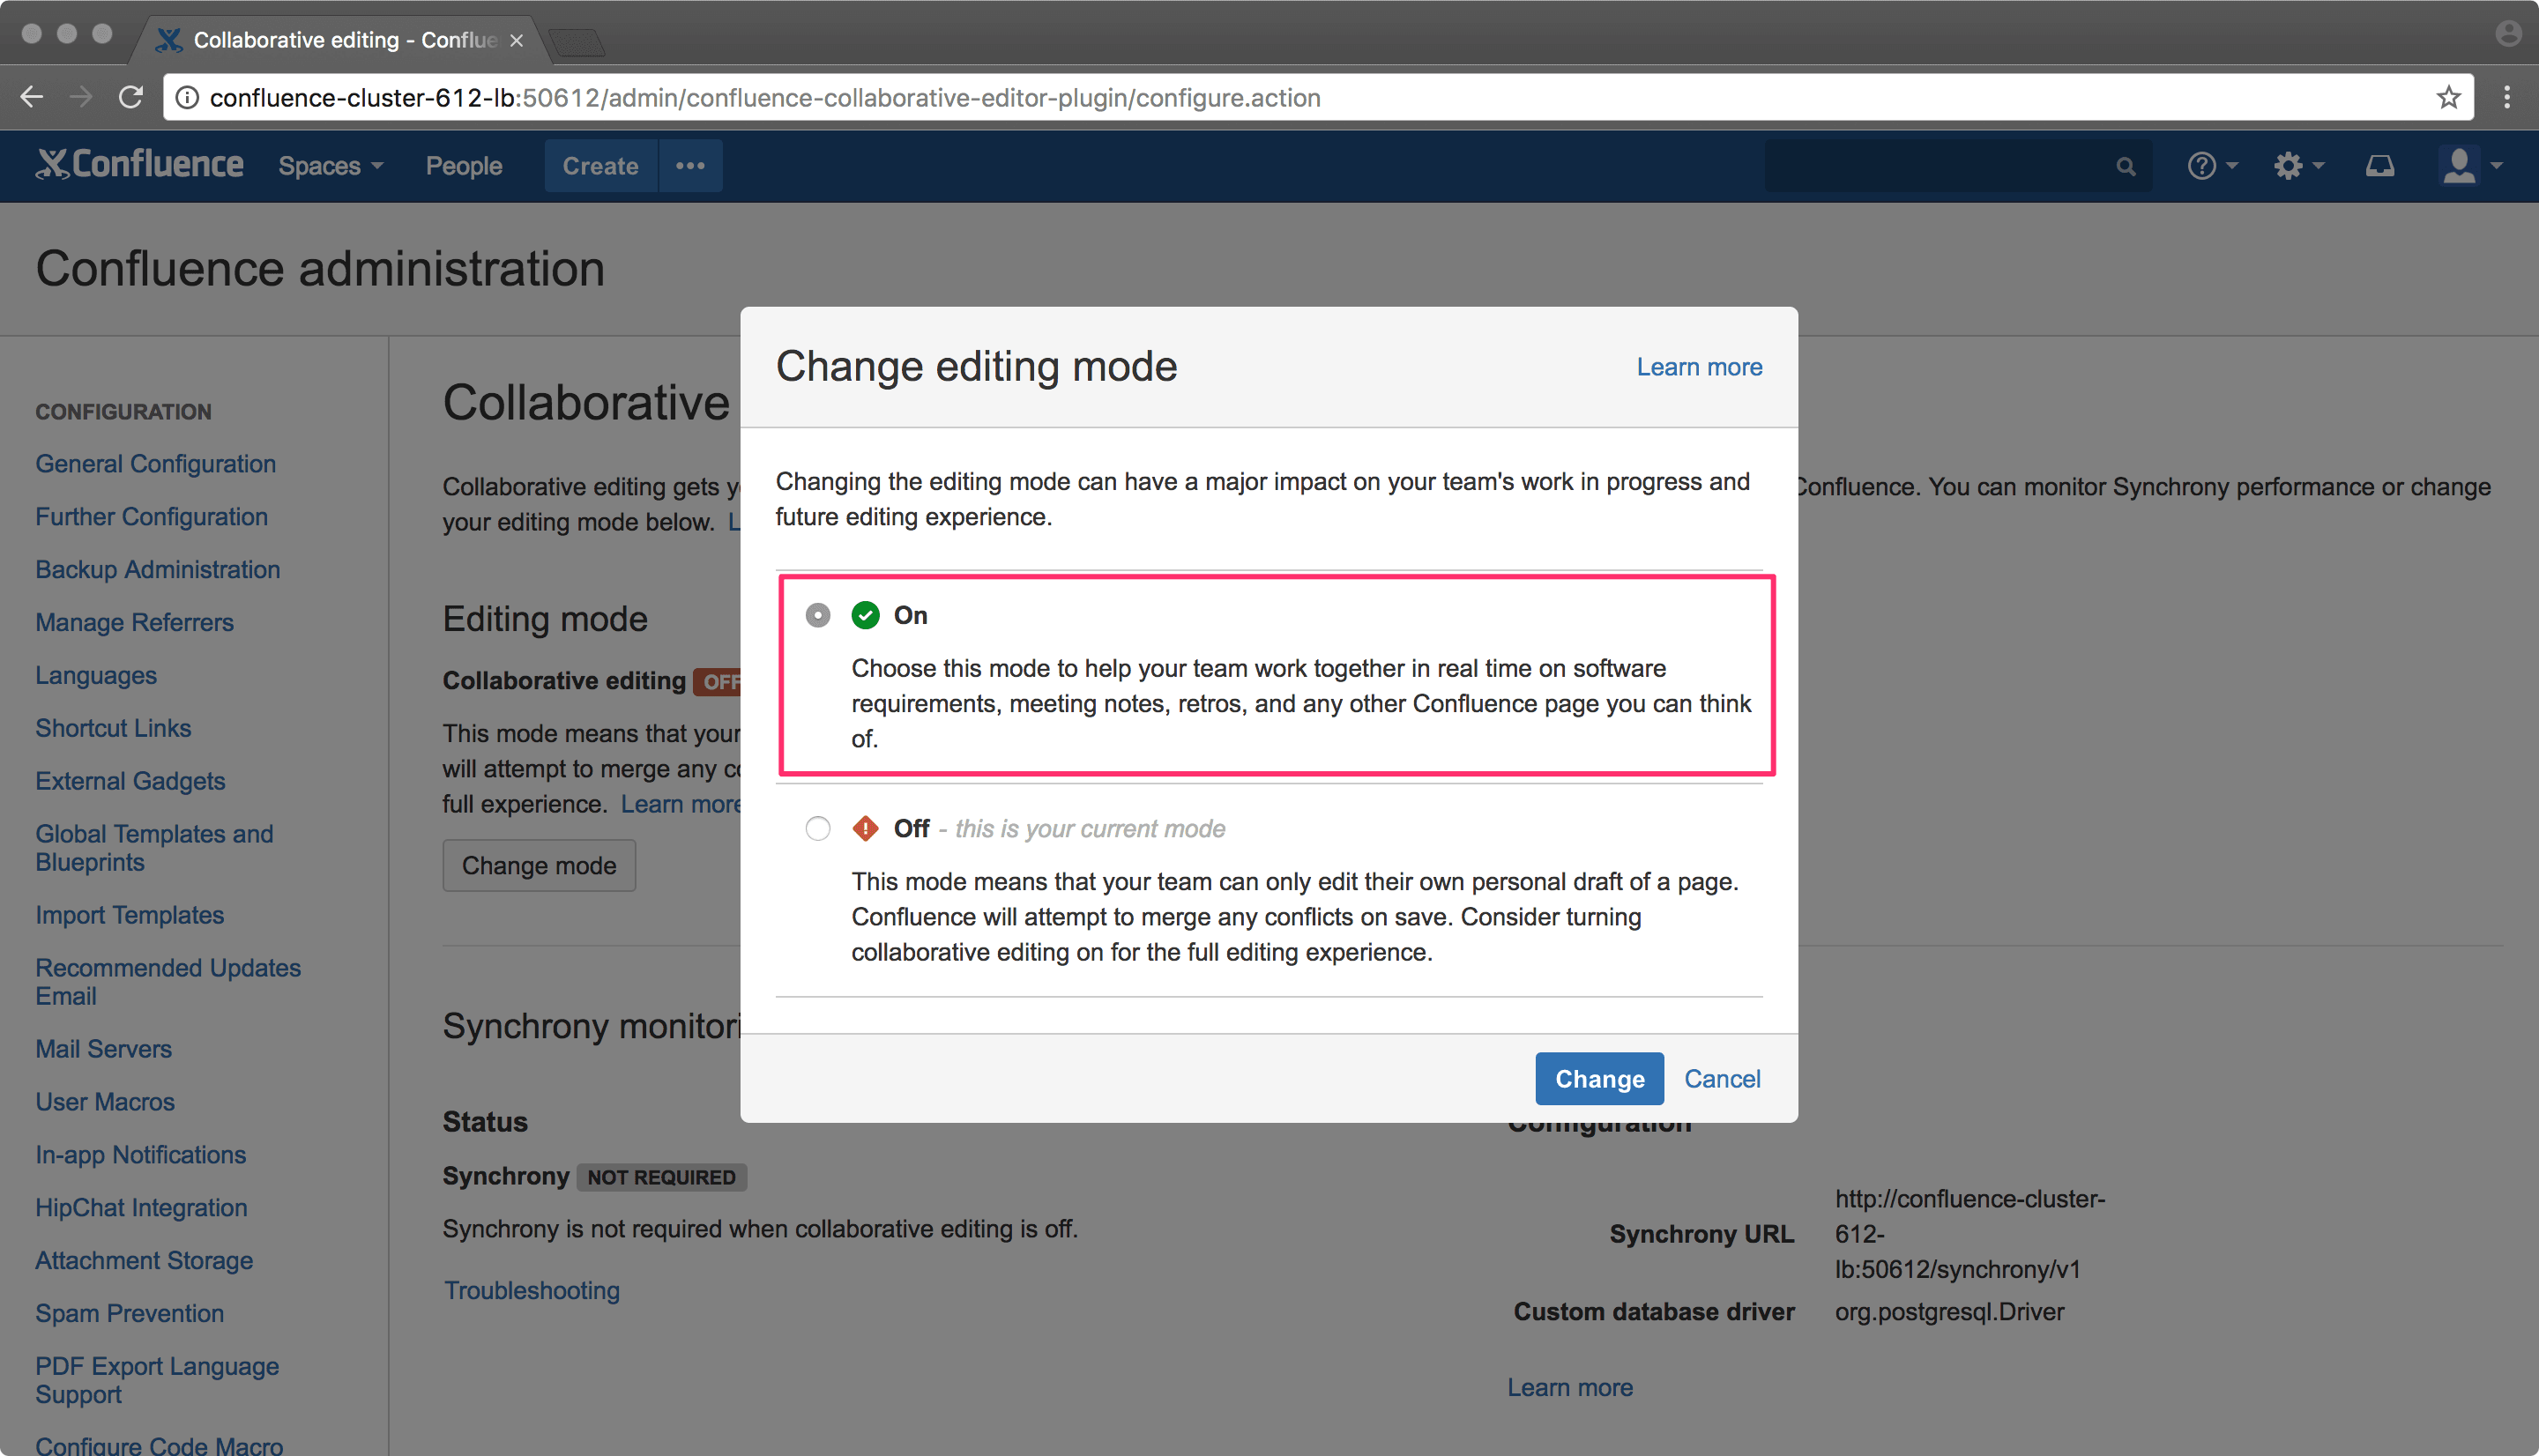 Collaborative editing - Conflue
confluence-cluster-612-lb:50612/admin/confluence-collaborative-editor-plugin/configure.action
Confluence Spaces People Create
Confluence administration
CONFIGURATION
General Configuration
Further Configuration
Backup Administration
Manage Referrers
Languages
Shortcut Links
External Gadgets
Global Templates and
Blueprints
Import Templates
Recommended Updates
Email
Mail Servers
User Macros
In-app Notifications
HipChat Integration
Attachment Storage
Spam Prevention
PDF Export Language
Support
Configure Code Macro
Collaborative
Collaborative editing gets y
Confluence. You can monitor Synchrony performance or change
your editing mode below. L
Editing mode
Collaborative editing OFF
This mode means that your
will attempt to merge any co
full experience. Learn more
Change mode
Synchrony monitori
Status
Synchrony NOT REQUIRED
Synchrony is not required when collaborative editing is off.
Troubleshooting
Configuration
Synchrony URL
http://confluence-cluster-
612-
lb:50612/synchrony/v1
Custom database driver org.postgresql.Driver
Learn more
Change editing mode
Learn more
Changing the editing mode can have a major impact on your team's work in progress and
future editing experience.
On
Choose this mode to help your team work together in real time on software
requirements, meeting notes, retros, and any other Confluence page you can think
of.
Off - this is your current mode
This mode means that your team can only edit their own personal draft of a page.
Confluence will attempt to merge any conflicts on save. Consider turning
collaborative editing on for the full editing experience.
Change Cancel